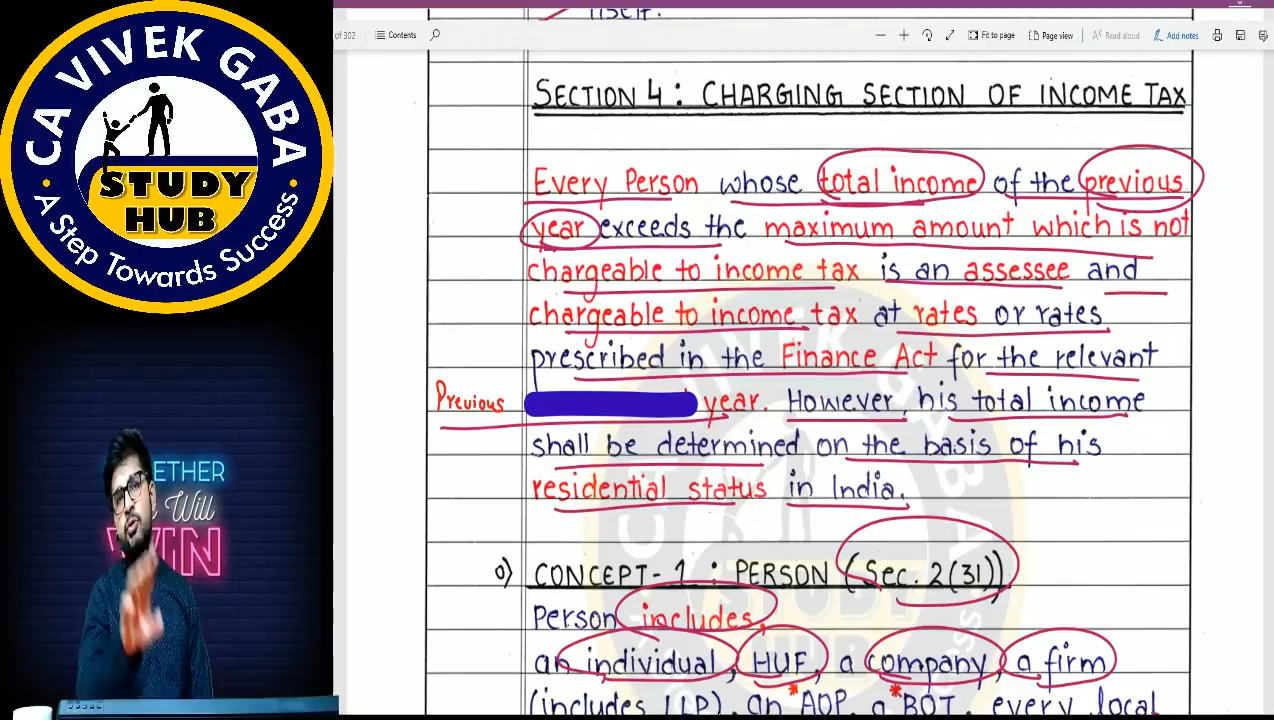 CA VIVEK GABA
STUDY
HUB
A Step Towards Success
of 302
Contents
Fit to page
Page view
Read aloud
Add notes
itself.
SECTION 4 : CHARGING SECTION OF INCOME TAX
Every Person whose total income of the previous
year exceeds the maximum amount which is not
chargeable to income tax is an assessee and
chargeable to income tax at rates or rates
prescribed in the Finance Act for the relevant
Previous year. However, his total income
shall be determined on the basis of his
residential status in India.
o) CONCEPT-1 : PERSON (Sec. 2(31))
Person includes,
an individual, HUF, a company, a firm
(includes LLP), an *AOP, a *BOI, every local
ETHER
Will
WIN